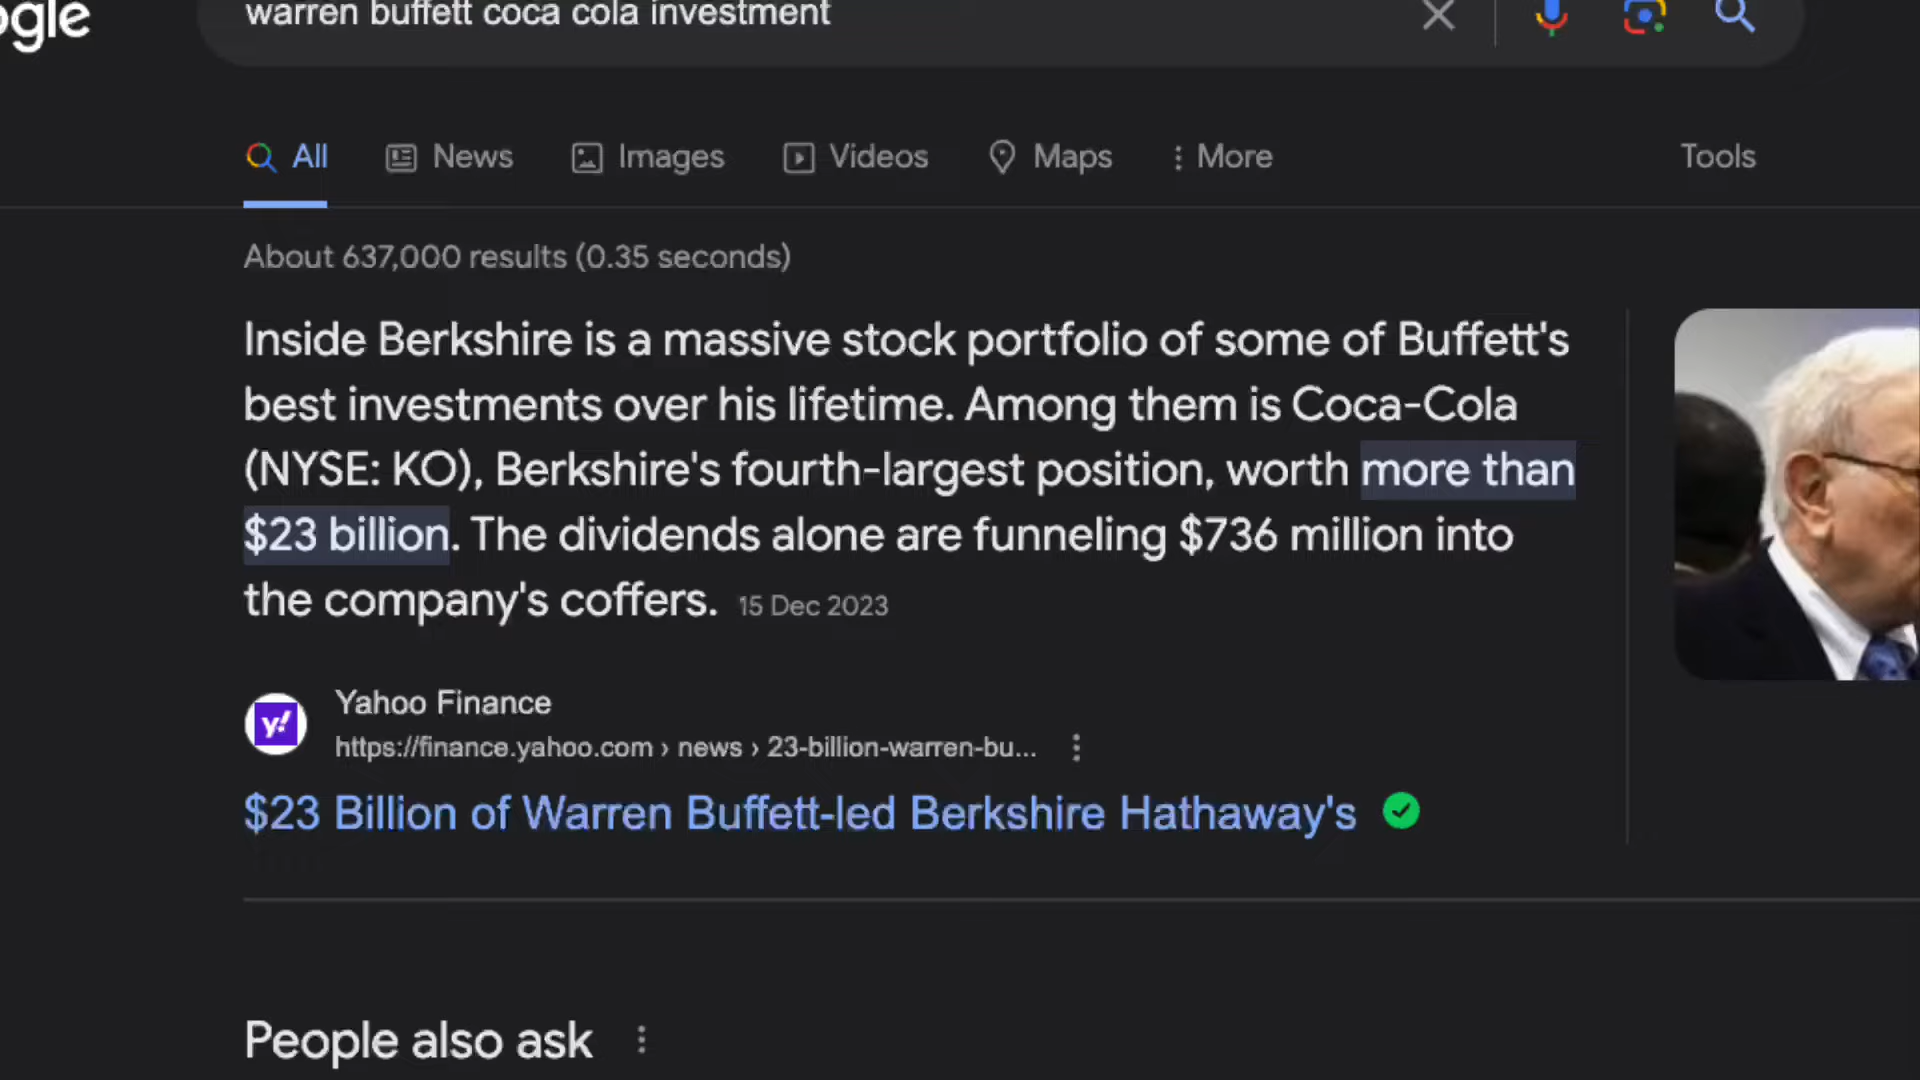 ogle
warren buffett coca cola investment
All News Images Videos Maps More Tools
About 637,000 results (0.35 seconds)
Inside Berkshire is a massive stock portfolio of some of Buffett's
best investments over his lifetime. Among them is Coca-Cola
(NYSE: KO), Berkshire's fourth-largest position, worth more than
$23 billion. The dividends alone are funneling $736 million into
the company's coffers. 15 Dec 2023
Yahoo Finance
y!
https://finance.yahoo.com › news › 23-billion-warren-bu...
$23 Billion of Warren Buffett-led Berkshire Hathaway's
People also ask